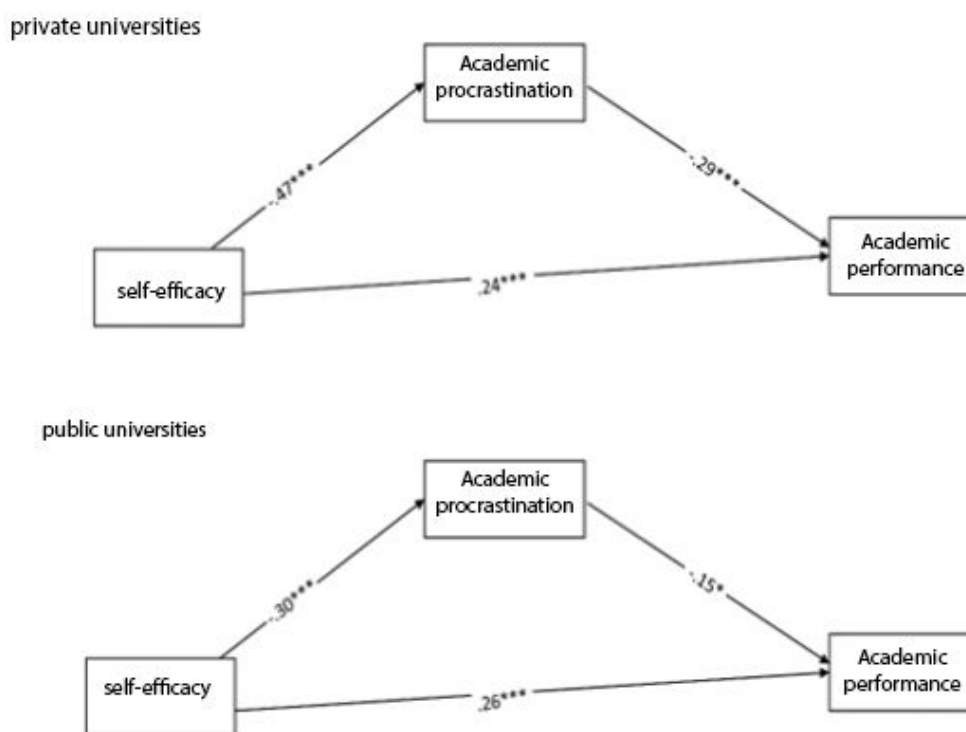 private universities
Academic
procrastination
-.47***
-.29***
self-efficacy
.24***
Academic
performance
public universities
Academic
procrastination
-.30***
-.15*
self-efficacy
.26***
Academic
performance